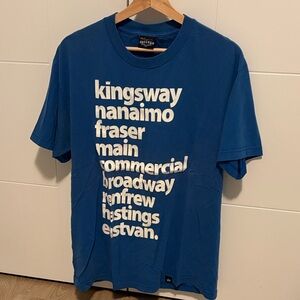 kingsway
nanaimo
fraser
main
commercial
broadway
renfrew
hastings
eastvan.